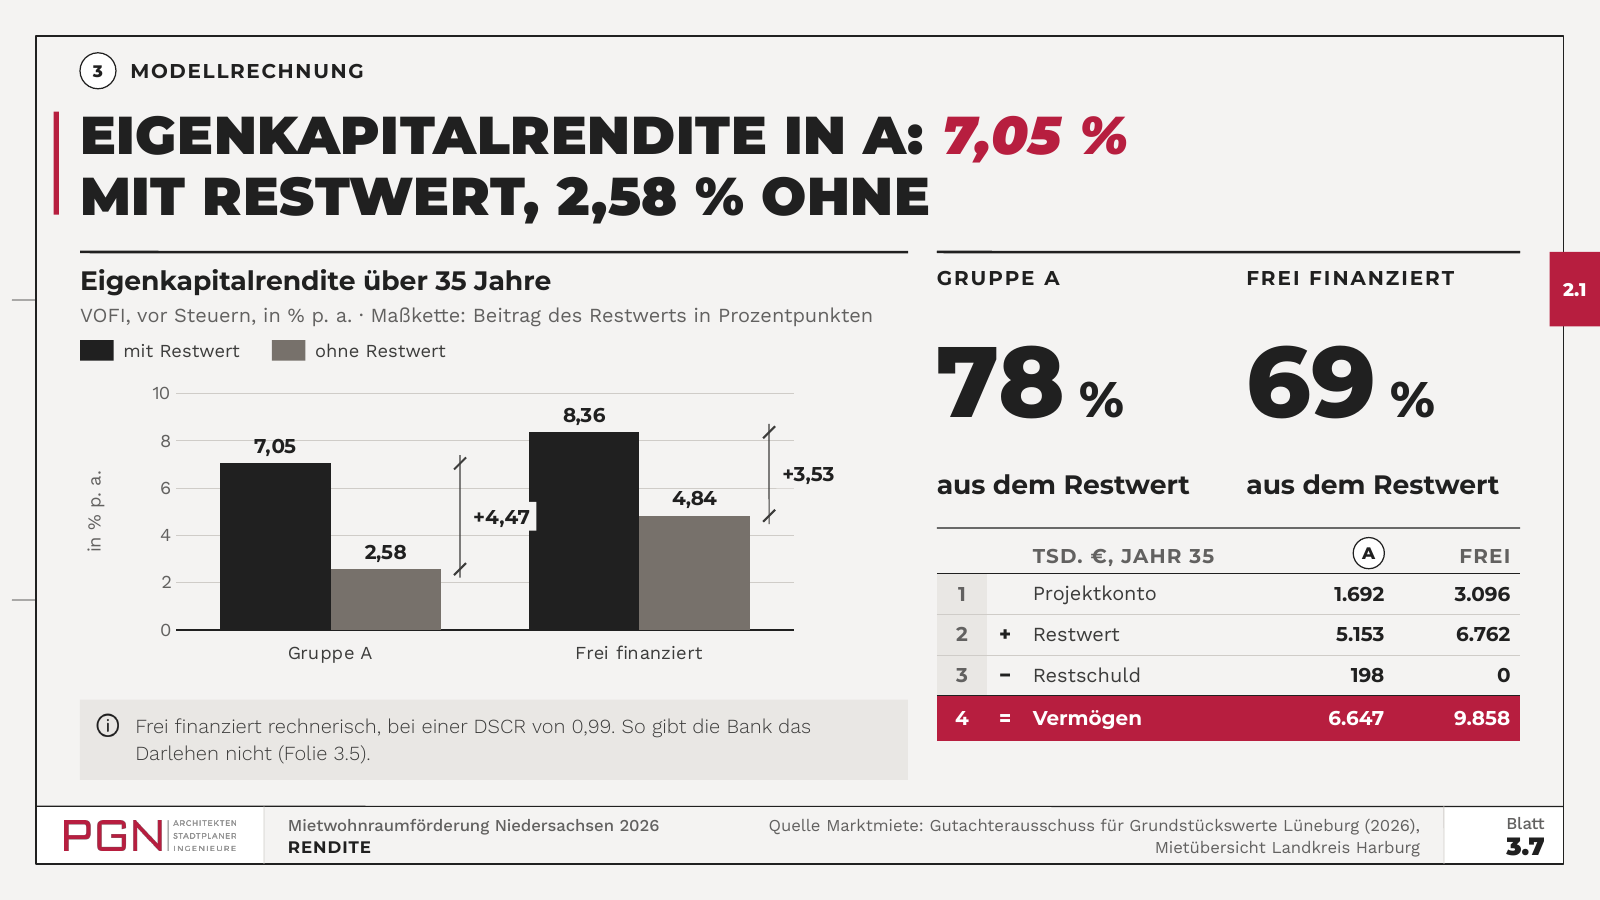 3 MODELLRECHNUNG
EIGENKAPITALRENDITE IN A: 7,05 %
MIT RESTWERT, 2,58 % OHNE
Eigenkapitalrendite über 35 Jahre
VOFI, vor Steuern, in % p. a. · Maßkette: Beitrag des Restwerts in Prozentpunkten
mit Restwert ohne Restwert
in % p. a.
10
8
6
4
2
0
7,05
2,58
+4,47
8,36
4,84
+3,53
Gruppe A Frei finanziert
i Frei finanziert rechnerisch, bei einer DSCR von 0,99. So gibt die Bank das
Darlehen nicht (Folie 3.5).
GRUPPE A FREI FINANZIERT
78 % 69 %
aus dem Restwert aus dem Restwert
TSD. €, JAHR 35 A FREI
1 Projektkonto 1.692 3.096
2 + Restwert 5.153 6.762
3 − Restschuld 198 0
4 = Vermögen 6.647 9.858
2.1
PGN ARCHITEKTEN
STADTPLANER
INGENIEURE
Mietwohnraumförderung Niedersachsen 2026
RENDITE
Quelle Marktmiete: Gutachterausschuss für Grundstückswerte Lüneburg (2026),
Mietübersicht Landkreis Harburg
Blatt
3.7